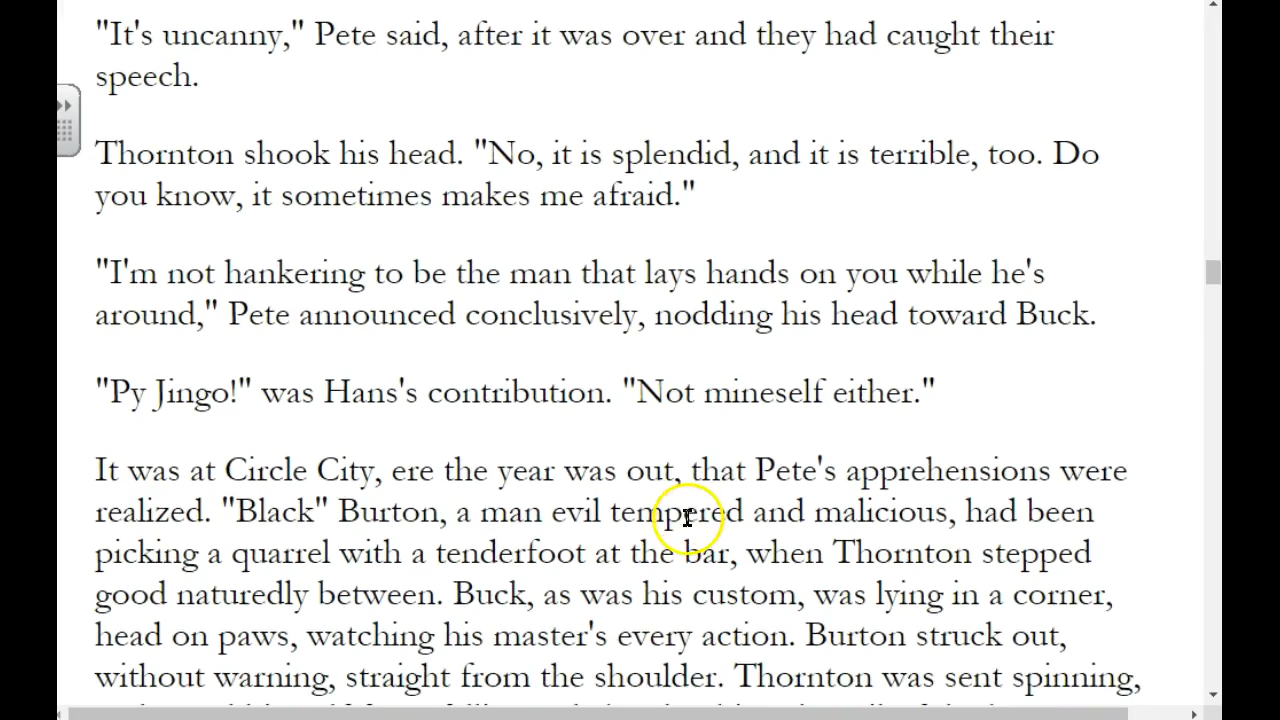 "It's uncanny," Pete said, after it was over and they had caught their
speech.
Thornton shook his head. "No, it is splendid, and it is terrible, too. Do
you know, it sometimes makes me afraid."
"I'm not hankering to be the man that lays hands on you while he's
around," Pete announced conclusively, nodding his head toward Buck.
"Py Jingo!" was Hans's contribution. "Not mineself either."
It was at Circle City, ere the year was out, that Pete's apprehensions were
realized. "Black" Burton, a man evil tempered and malicious, had been
picking a quarrel with a tenderfoot at the bar, when Thornton stepped
good naturedly between. Buck, as was his custom, was lying in a corner,
head on paws, watching his master's every action. Burton struck out,
without warning, straight from the shoulder. Thornton was sent spinning,